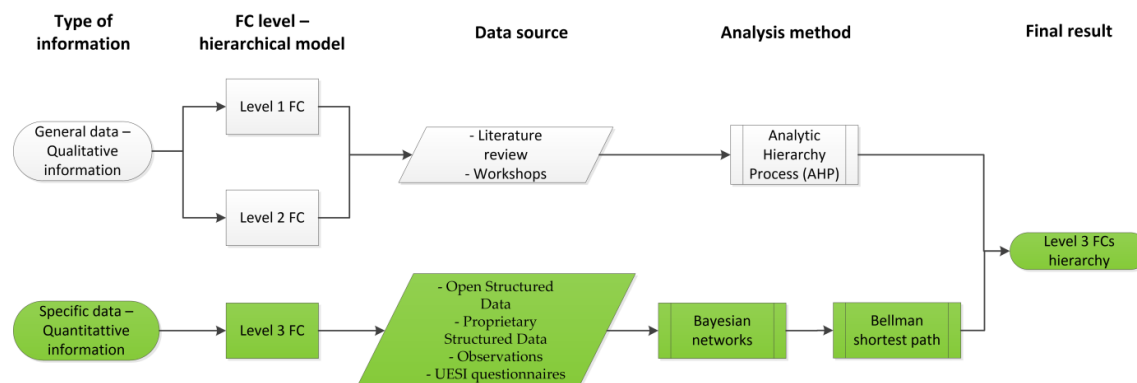 Type of
information
FC level –
hierarchical model
Data source
Analysis method
Final result
General data –
Qualitative
information
Level 1 FC
Level 2 FC
- Literature
review
- Workshops
Analytic
Hierarchy
Process (AHP)
Level 3 FCs
hierarchy
Specific data –
Quantitattive
information
Level 3 FC
- Open Structured
Data
- Proprietary
Structured Data
- Observations
- UESI questionnaires
Bayesian
networks
Bellman
shortest path